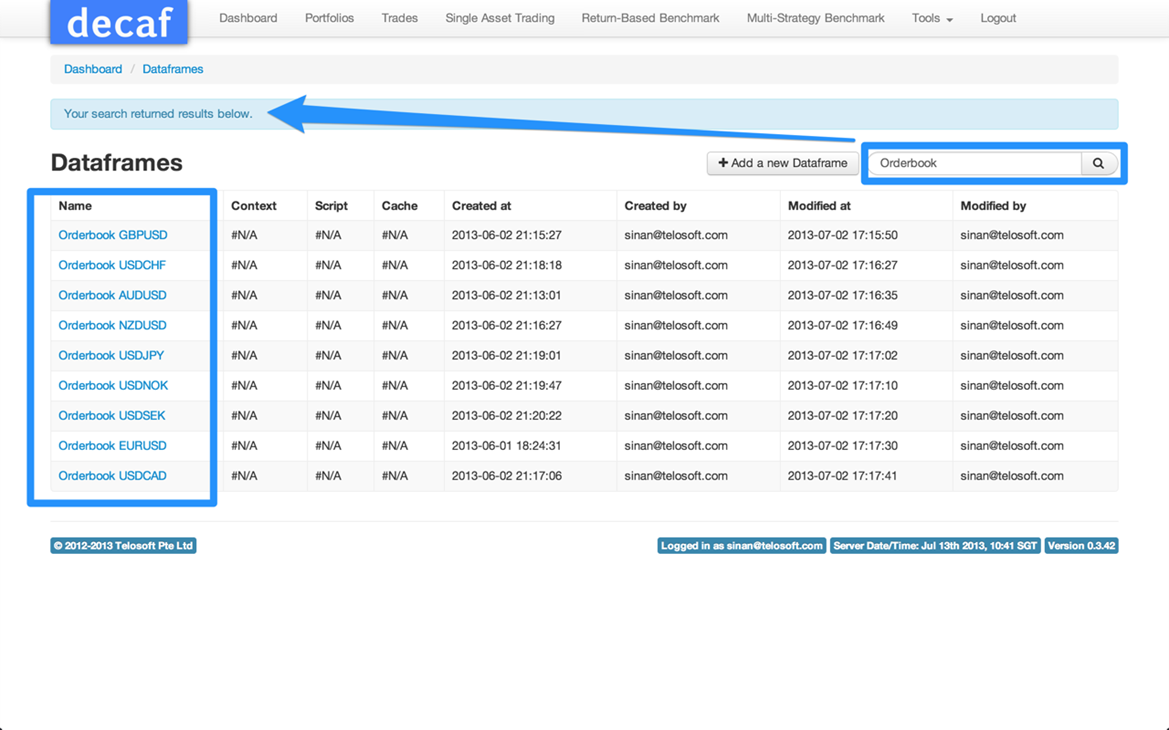 decaf Dashboard Portfolios Trades Single Asset Trading Return-Based Benchmark Multi-Strategy Benchmark Tools Logout
Dashboard / Dataframes
Your search returned results below.
Dataframes + Add a new Dataframe Orderbook
Name Context Script Cache Created at Created by Modified at Modified by
Orderbook GBPUSD #N/A #N/A #N/A 2013-06-02 21:15:27 sinan@telosoft.com 2013-07-02 17:15:50 sinan@telosoft.com
Orderbook USDCHF #N/A #N/A #N/A 2013-06-02 21:18:18 sinan@telosoft.com 2013-07-02 17:16:27 sinan@telosoft.com
Orderbook AUDUSD #N/A #N/A #N/A 2013-06-02 21:13:01 sinan@telosoft.com 2013-07-02 17:16:35 sinan@telosoft.com
Orderbook NZDUSD #N/A #N/A #N/A 2013-06-02 21:16:27 sinan@telosoft.com 2013-07-02 17:16:49 sinan@telosoft.com
Orderbook USDJPY #N/A #N/A #N/A 2013-06-02 21:19:01 sinan@telosoft.com 2013-07-02 17:17:02 sinan@telosoft.com
Orderbook USDNOK #N/A #N/A #N/A 2013-06-02 21:19:47 sinan@telosoft.com 2013-07-02 17:17:10 sinan@telosoft.com
Orderbook USDSEK #N/A #N/A #N/A 2013-06-02 21:20:22 sinan@telosoft.com 2013-07-02 17:17:20 sinan@telosoft.com
Orderbook EURUSD #N/A #N/A #N/A 2013-06-01 18:24:31 sinan@telosoft.com 2013-07-02 17:17:30 sinan@telosoft.com
Orderbook USDCAD #N/A #N/A #N/A 2013-06-02 21:17:06 sinan@telosoft.com 2013-07-02 17:17:41 sinan@telosoft.com
© 2012-2013 Telosoft Pte Ltd Logged in as sinan@telosoft.com Server Date/Time: Jul 13th 2013, 10:41 SGT Version 0.3.42